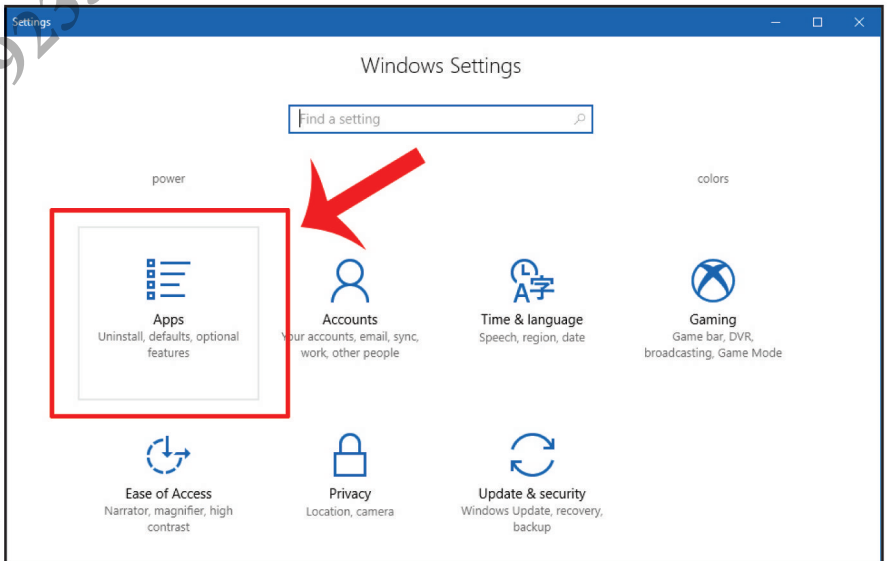 Settings
Windows Settings
Find a setting
power
colors
Apps
Uninstall, defaults, optional
features
Accounts
Your accounts, email, sync,
work, other people
Time & language
Speech, region, date
Gaming
Game bar, DVR,
broadcasting, Game Mode
Ease of Access
Narrator, magnifier, high
contrast
Privacy
Location, camera
Update & security
Windows Update, recovery,
backup